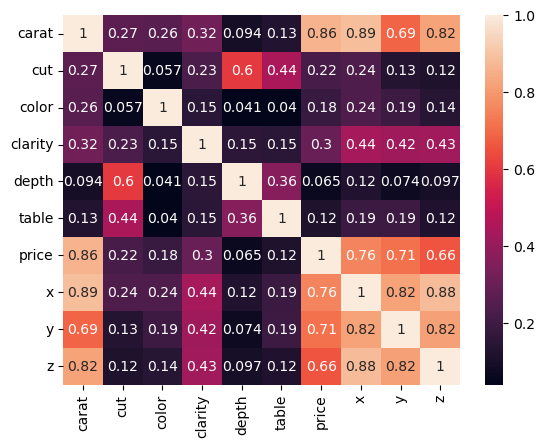 carat 1 0.27 0.26 0.32 0.094 0.13 0.86 0.89 0.69 0.82
cut 0.27 1 0.057 0.23 0.6 0.44 0.22 0.24 0.13 0.12
color 0.26 0.057 1 0.15 0.041 0.04 0.18 0.24 0.19 0.14
clarity 0.32 0.23 0.15 1 0.15 0.15 0.3 0.44 0.42 0.43
depth 0.094 0.6 0.041 0.15 1 0.36 0.065 0.12 0.074 0.097
table 0.13 0.44 0.04 0.15 0.36 1 0.12 0.19 0.19 0.12
price 0.86 0.22 0.18 0.3 0.065 0.12 1 0.76 0.71 0.66
x 0.89 0.24 0.24 0.44 0.12 0.19 0.76 1 0.82 0.88
y 0.69 0.13 0.19 0.42 0.074 0.19 0.71 0.82 1 0.82
z 0.82 0.12 0.14 0.43 0.097 0.12 0.66 0.88 0.82 1
carat cut color clarity depth table price x y z
1.0
0.8
0.6
0.4
0.2